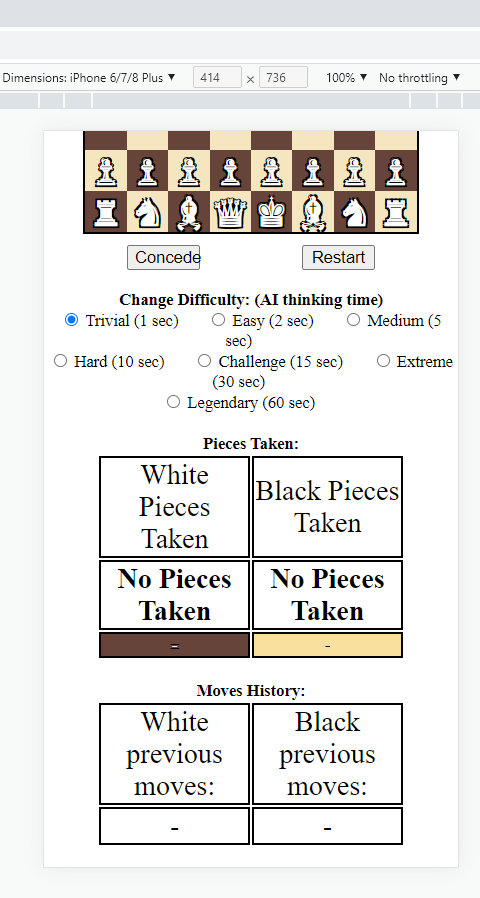 Dimensions: iPhone 6/7/8 Plus ▼ 414 × 736 100% ▼ No throttling ▼
Concede Restart
Change Difficulty: (AI thinking time)
Trivial (1 sec) Easy (2 sec) Medium (5
sec)
Hard (10 sec) Challenge (15 sec) Extreme
(30 sec)
Legendary (60 sec)
Pieces Taken:
White
Pieces
Taken
Black Pieces
Taken
No Pieces
Taken
No Pieces
Taken
- -
Moves History:
White
previous
moves:
Black
previous
moves:
- -